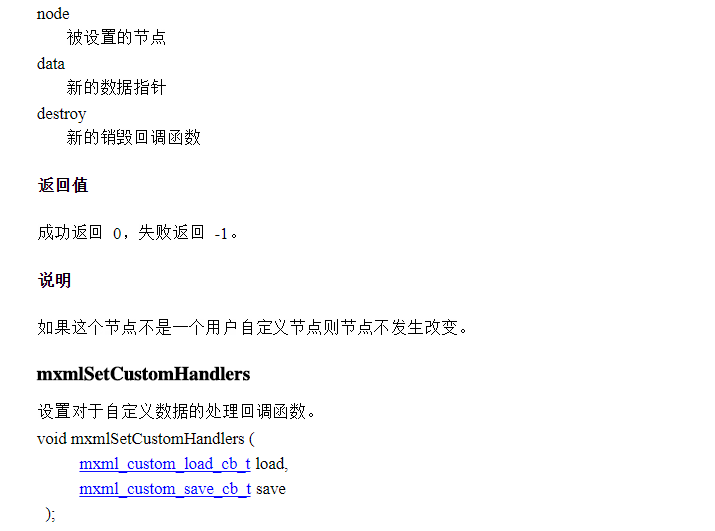 node
被设置的节点
data
新的数据指针
destroy
新的销毁回调函数
返回值
成功返回 0，失败返回 -1。
说明
如果这个节点不是一个用户自定义节点则节点不发生改变。
mxmlSetCustomHandlers
设置对于自定义数据的处理回调函数。
void mxmlSetCustomHandlers (
mxml_custom_load_cb_t load,
mxml_custom_save_cb_t save
);